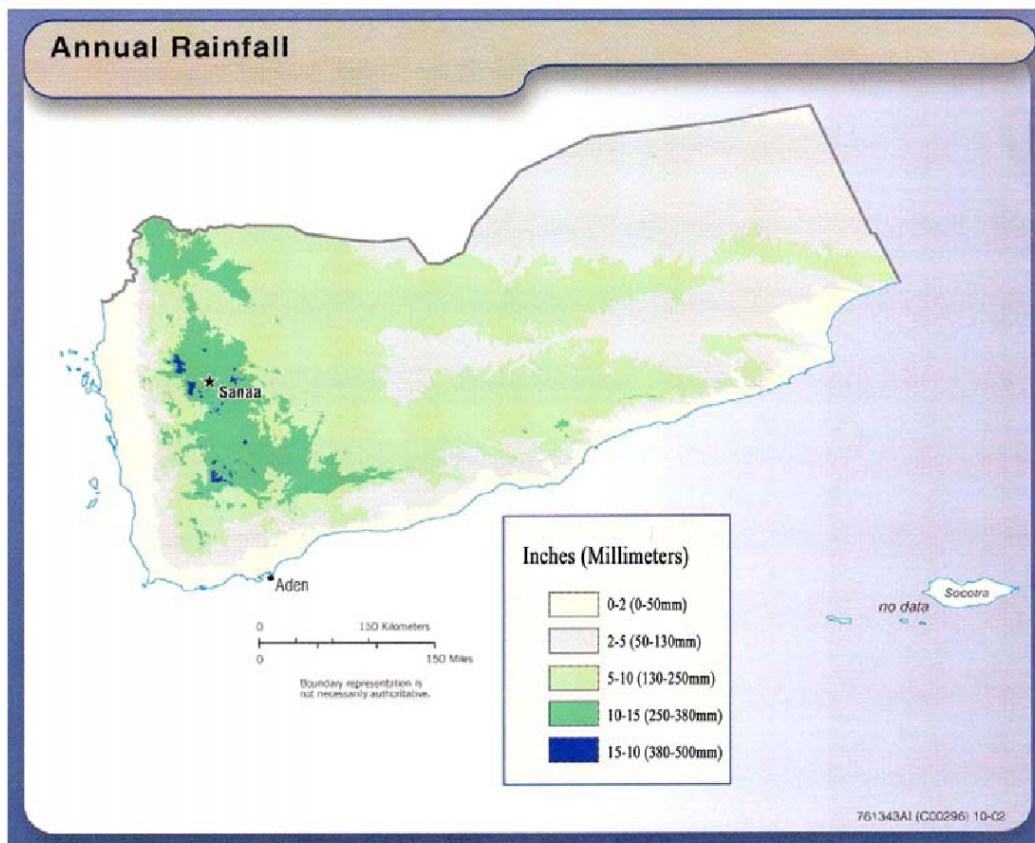 Annual Rainfall
Sanaa
Aden
Socotra
no data
0 150 Kilometers
0 150 Miles
Boundary representation is
not necessarily authoritative.
Inches (Millimeters)
0-2 (0-50mm)
2-5 (50-130mm)
5-10 (130-250mm)
10-15 (250-380mm)
15-10 (380-500mm)
761343AI (C00296) 10-02